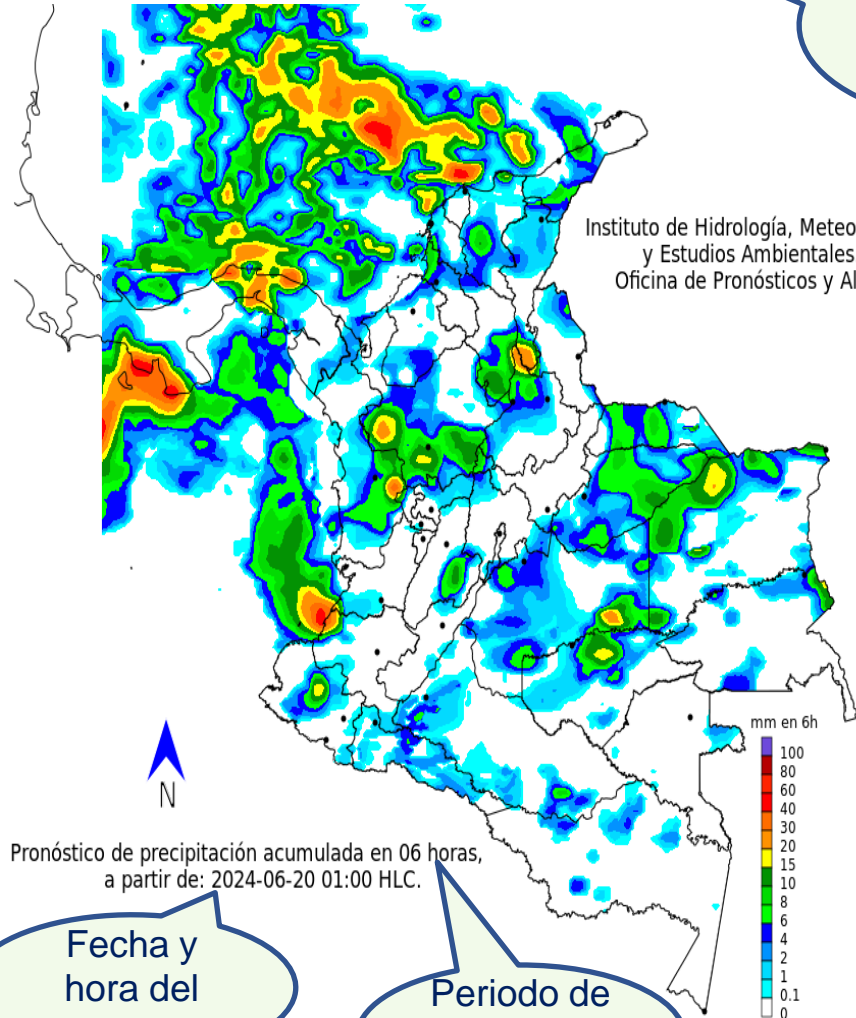 Instituto de Hidrología, Meteo
y Estudios Ambientales
Oficina de Pronósticos y Al
mm en 6h
100
80
60
40
30
20
15
10
8
6
4
2
1
0.1
0
N
Pronóstico de precipitación acumulada en 06 horas,
a partir de: 2024-06-20 01:00 HLC.
Fecha y
hora del
Periodo de